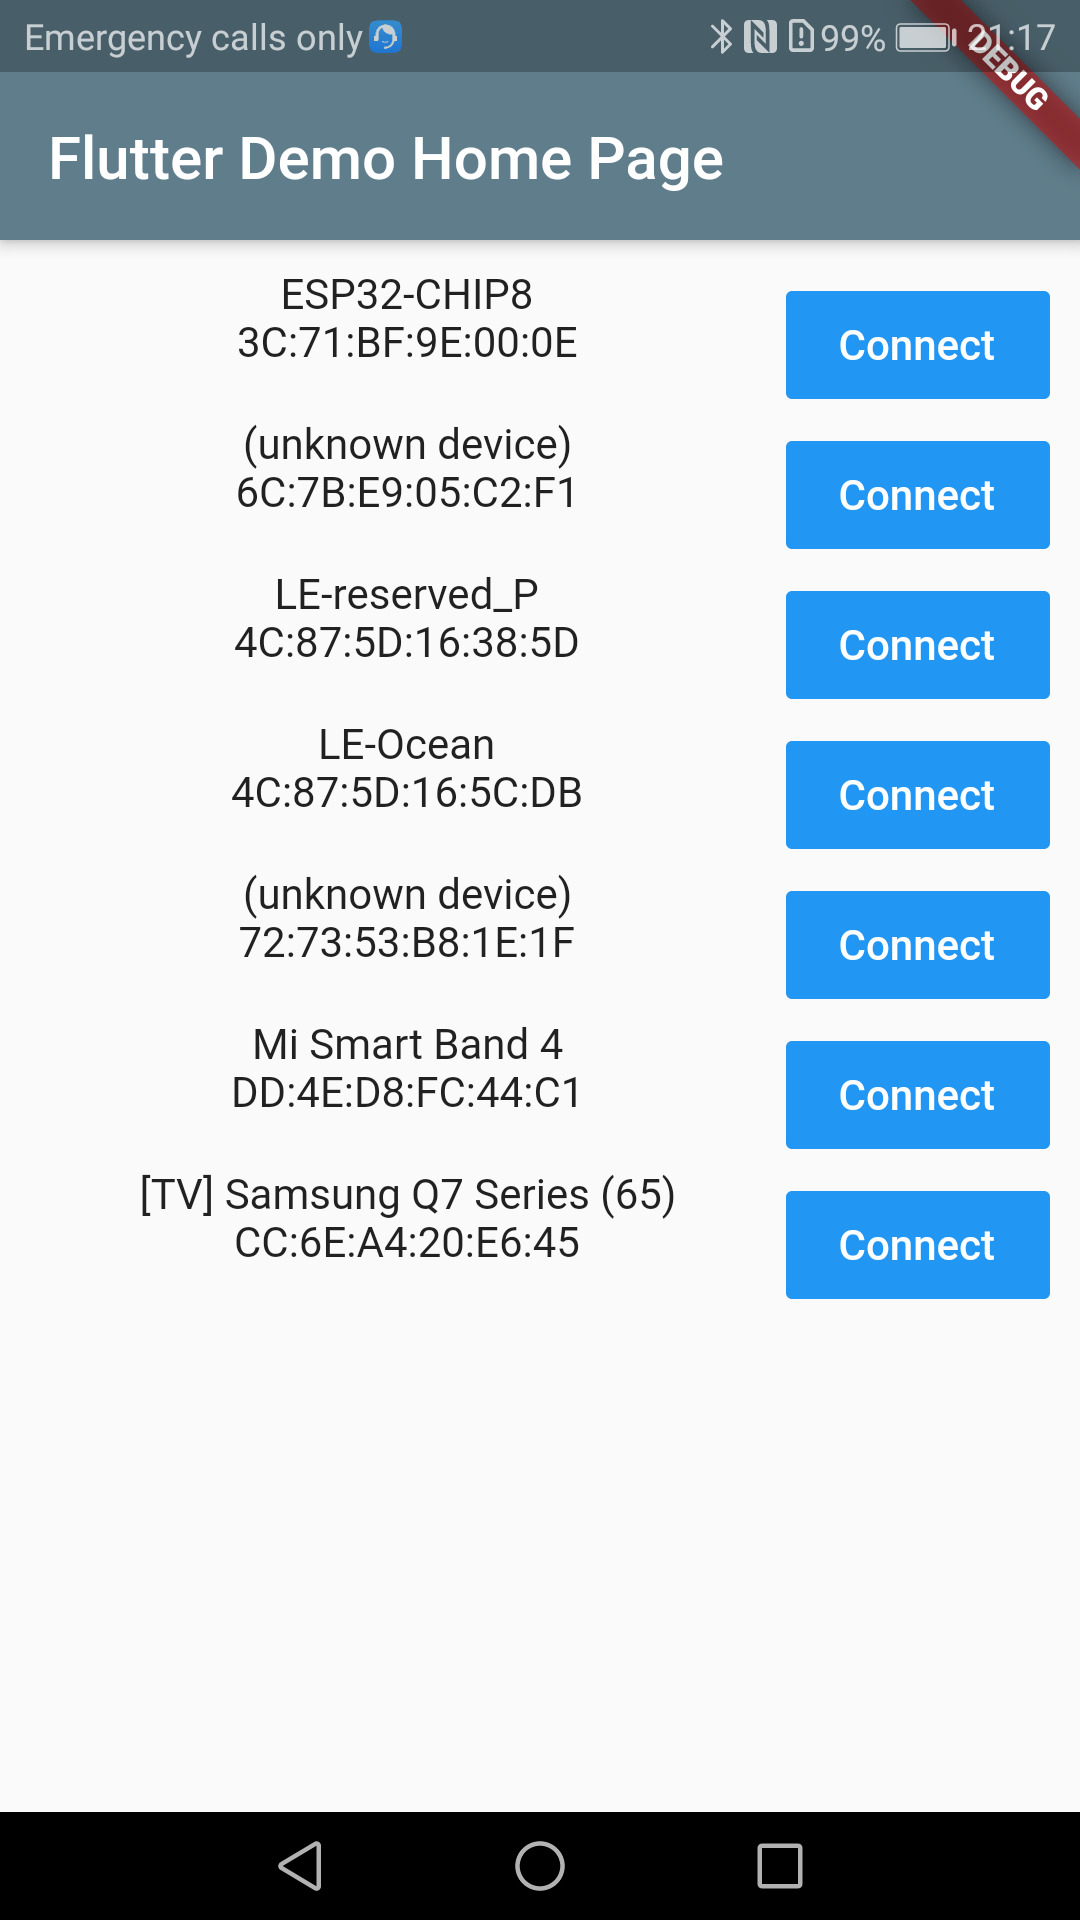 Emergency calls only
99% 21:17
DEBUG
Flutter Demo Home Page
ESP32-CHIP8
3C:71:BF:9E:00:0E
Connect
(unknown device)
6C:7B:E9:05:C2:F1
Connect
LE-reserved_P
4C:87:5D:16:38:5D
Connect
LE-Ocean
4C:87:5D:16:5C:DB
Connect
(unknown device)
72:73:53:B8:1E:1F
Connect
Mi Smart Band 4
DD:4E:D8:FC:44:C1
Connect
[TV] Samsung Q7 Series (65)
CC:6E:A4:20:E6:45
Connect